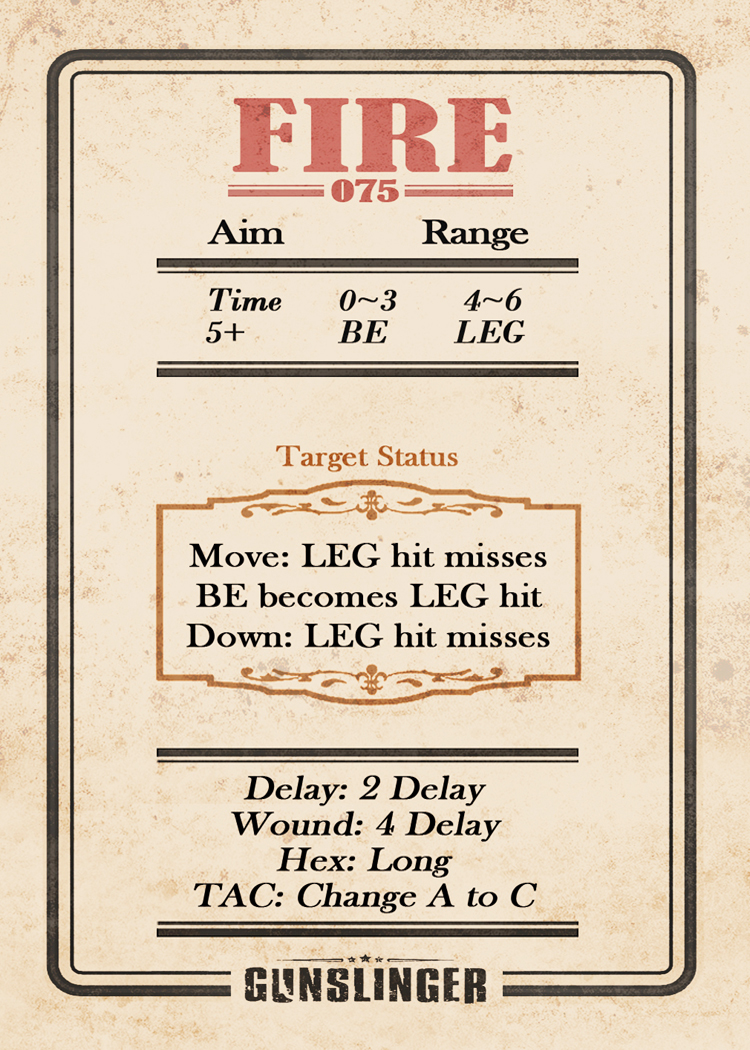 FIRE
075
Aim Range
Time 0~3 4~6
5+ BE LEG
Target Status
Move: LEG hit misses
BE becomes LEG hit
Down: LEG hit misses
Delay: 2 Delay
Wound: 4 Delay
Hex: Long
TAC: Change A to C
GUNSLINGER